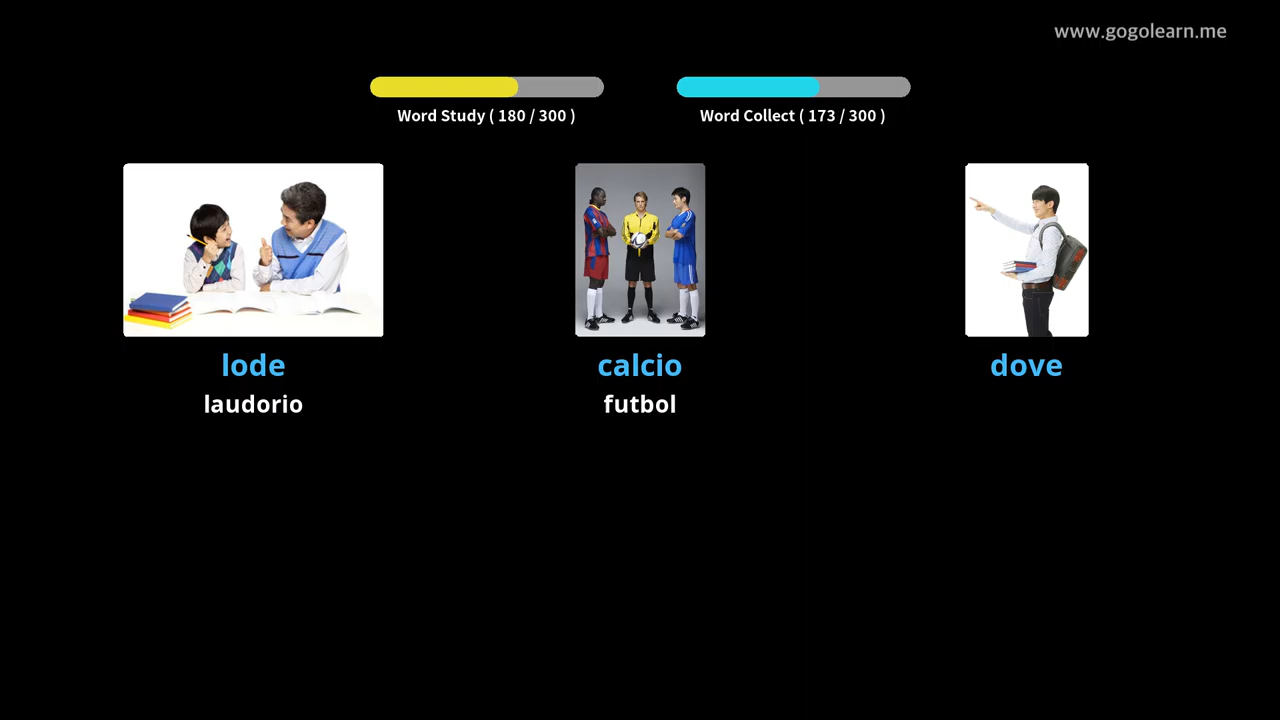 www.gogolearn.me
Word Study ( 180 / 300 )
Word Collect ( 173 / 300 )
lode
calcio
dove
laudorio
futbol